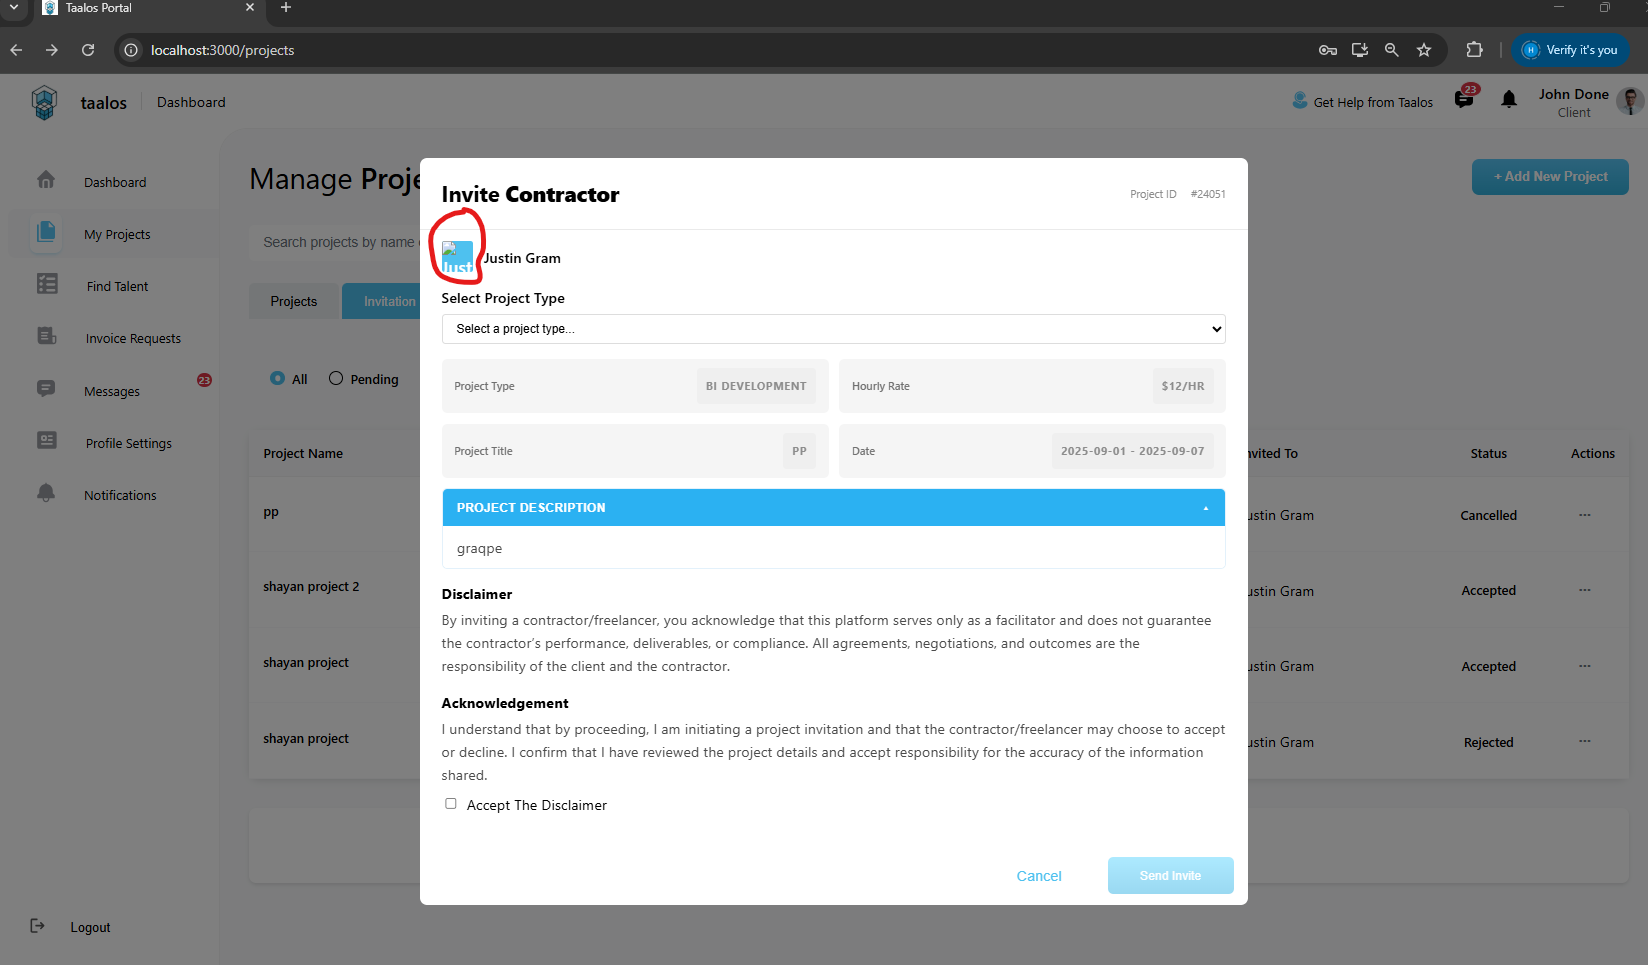 Taalos Portal
localhost:3000/projects
Verify it's you
H
taalos
Dashboard
Get Help from Taalos
23
John Done
Client
Dashboard
My Projects
Find Talent
Invoice Requests
Messages
23
Profile Settings
Notifications
Logout
Manage Proje
+ Add New Project
Search projects by name
Projects
Invitation
All
Pending
Project Name
nvited To
Status
Actions
pp
ustin Gram
Cancelled
...
shayan project 2
ustin Gram
Accepted
...
shayan project
ustin Gram
Accepted
...
shayan project
ustin Gram
Rejected
...
Invite Contractor
Project ID #24051
Just
Justin Gram
Select Project Type
Select a project type...
Project Type
BI DEVELOPMENT
Hourly Rate
$12/HR
Project Title
PP
Date
2025-09-01 - 2025-09-07
PROJECT DESCRIPTION
graqpe
Disclaimer
By inviting a contractor/freelancer, you acknowledge that this platform serves only as a facilitator and does not guarantee
the contractor's performance, deliverables, or compliance. All agreements, negotiations, and outcomes are the
responsibility of the client and the contractor.
Acknowledgement
I understand that by proceeding, I am initiating a project invitation and that the contractor/freelancer may choose to accept
or decline. I confirm that I have reviewed the project details and accept responsibility for the accuracy of the information
shared.
Accept The Disclaimer
Cancel
Send Invite